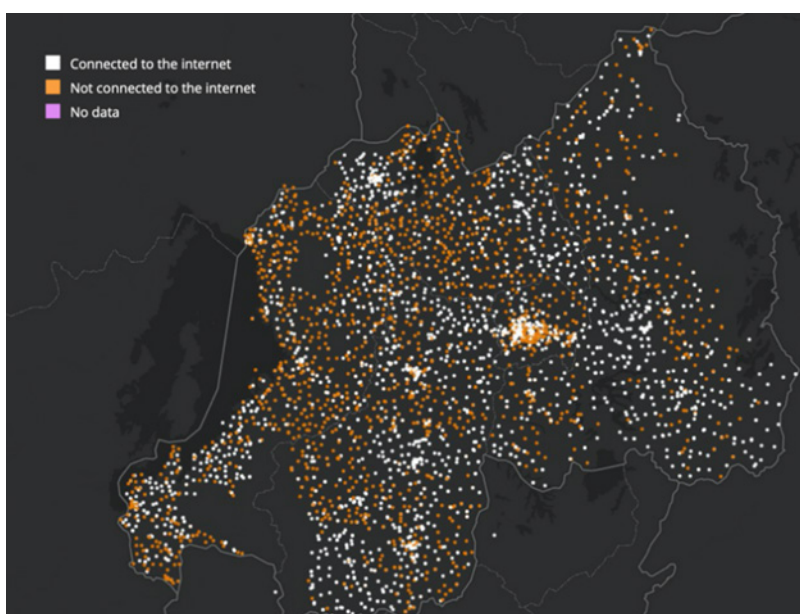 Connected to the internet
Not connected to the internet
No data